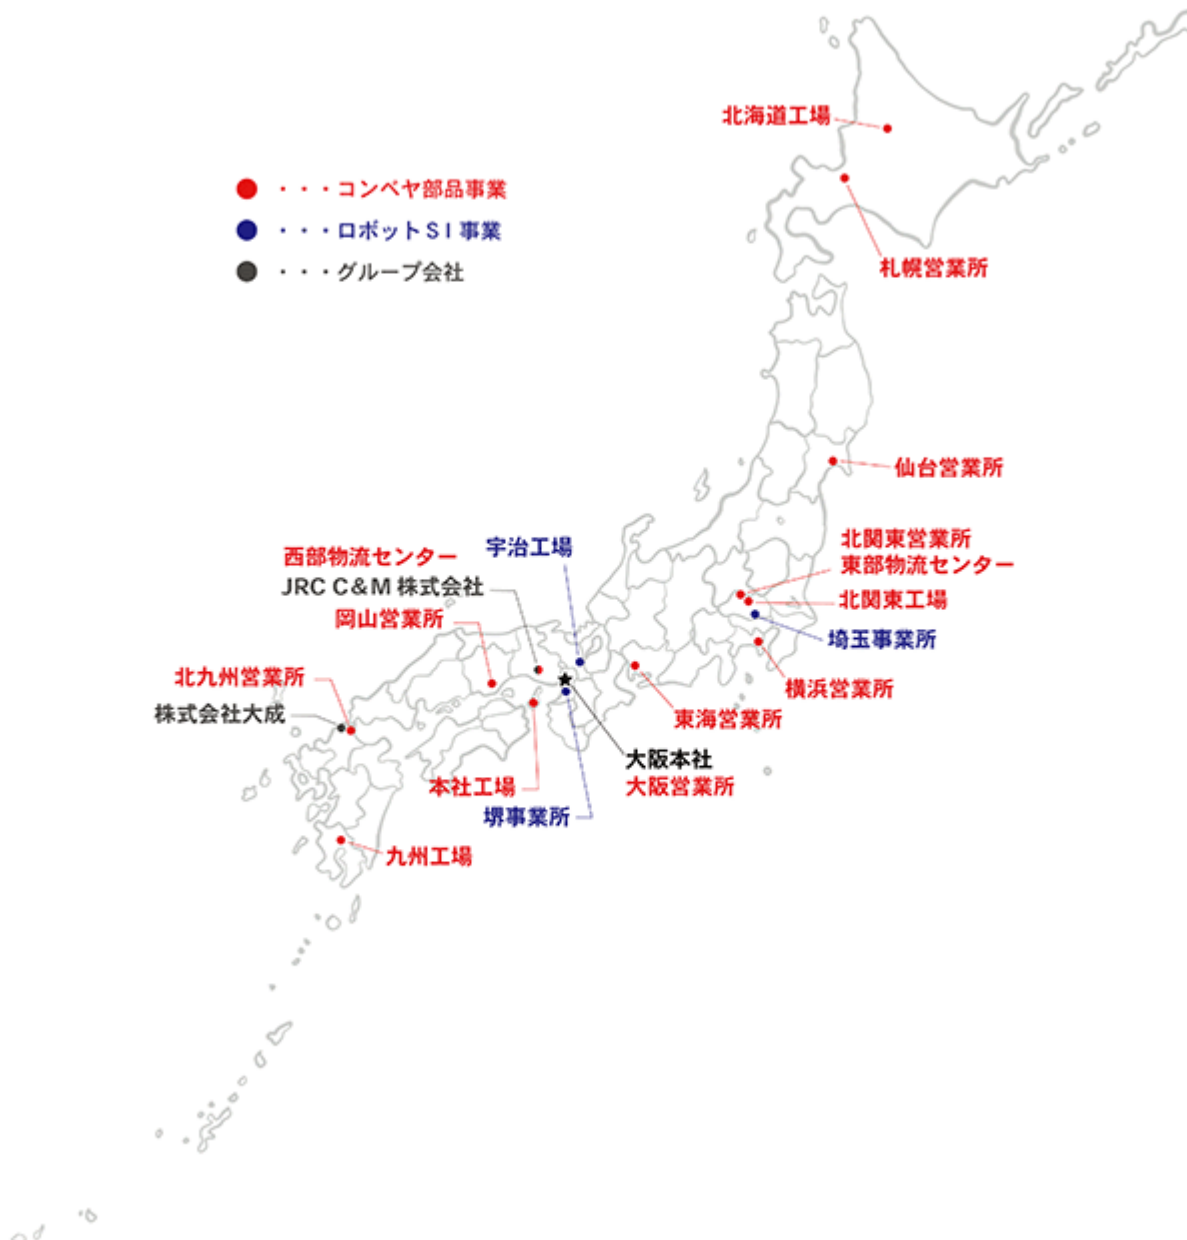 北海道工場
・・・コンベヤ部品事業
・・・ロボットSI事業
・・・グループ会社
札幌営業所
仙台営業所
北関東営業所
東部物流センター
北関東工場
埼玉事業所
横浜営業所
東海営業所
宇治工場
西部物流センター
JRC C&M 株式会社
岡山営業所
北九州営業所
株式会社大成
大阪本社
大阪営業所
本社工場
堺事業所
九州工場